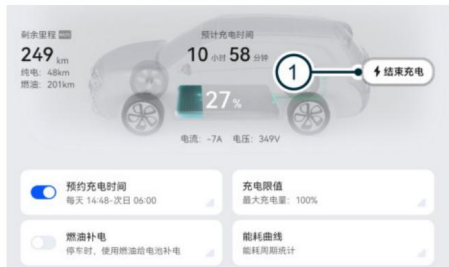 剩余里程
249 km
纯电: 48km
燃油: 201km
预计充电时间
10 小时 58 分钟
1
结束充电
27%
电流: -7A 电压: 349V
预约充电时间
每天 14:48-次日 06:00
充电限值
最大充电量: 100%
燃油补电
停车时，使用燃油给电池补电
能耗曲线
能耗周期统计